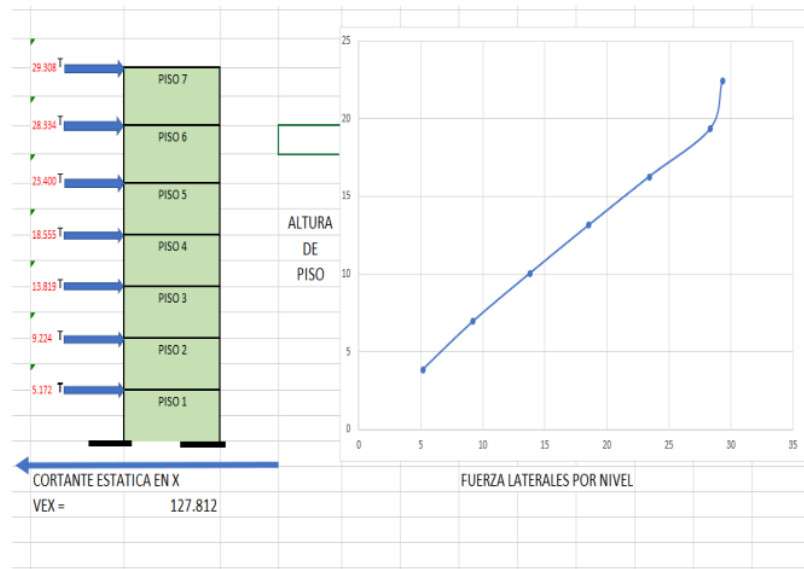 29.308 T
PISO 7
28.334 T
PISO 6
23.400 T
PISO 5
18.555 T
PISO 4
13.819 T
PISO 3
9.224 T
PISO 2
5.172 T
PISO 1
CORTANTE ESTATICA EN X
VEX = 127.812
ALTURA
DE
PISO
25
20
15
10
5
0
0 5 10 15 20 25 30 35
FUERZA LATERALES POR NIVEL